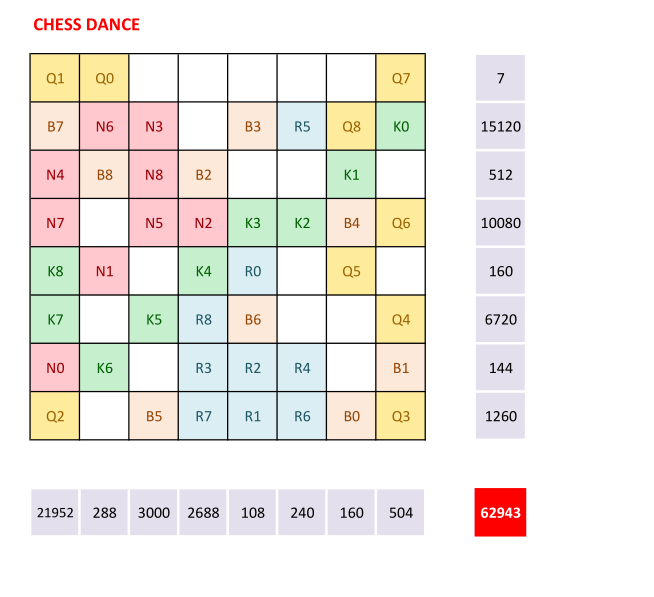 CHESS DANCE
Q1 Q0 Q7 7
B7 N6 N3 B3 R5 Q8 K0 15120
N4 B8 N8 B2 K1 512
N7 N5 N2 K3 K2 B4 Q6 10080
K8 N1 K4 R0 Q5 160
K7 K5 R8 B6 Q4 6720
N0 K6 R3 R2 R4 B1 144
Q2 B5 R7 R1 R6 B0 Q3 1260
21952 288 3000 2688 108 240 160 504 62943